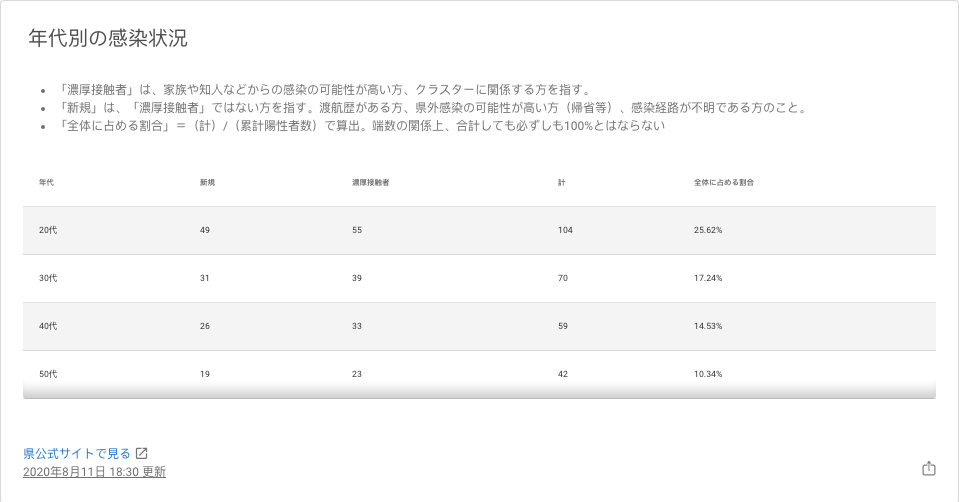 年代別の感染状況
「濃厚接触者」は、家族や知人などからの感染の可能性が高い方、クラスターに関係する方を指す。
「新規」は、「濃厚接触者」ではない方を指す。渡航歴がある方、県外感染の可能性が高い方（帰省等）、感染経路が不明である方のこと。
「全体に占める割合」＝（計）/（累計陽性者数）で算出。端数の関係上、合計しても必ずしも100%とはならない
年代 新規 濃厚接触者 計 全体に占める割合
20代 49 55 104 25.62%
30代 31 39 70 17.24%
40代 26 33 59 14.53%
50代 19 23 42 10.34%
県公式サイトで見る
2020年8月11日 18:30 更新